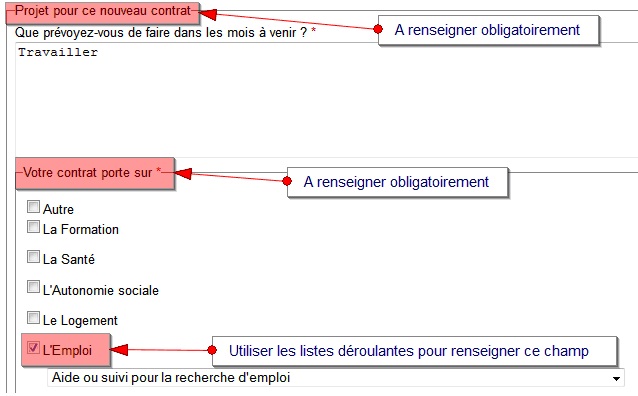 Projet pour ce nouveau contrat
A renseigner obligatoirement
Que prévoyez-vous de faire dans les mois à venir ? *
Travailler
Votre contrat porte sur *
A renseigner obligatoirement
Autre
La Formation
La Santé
L'Autonomie sociale
Le Logement
L'Emploi
Utiliser les listes déroulantes pour renseigner ce champ
Aide ou suivi pour la recherche d'emploi